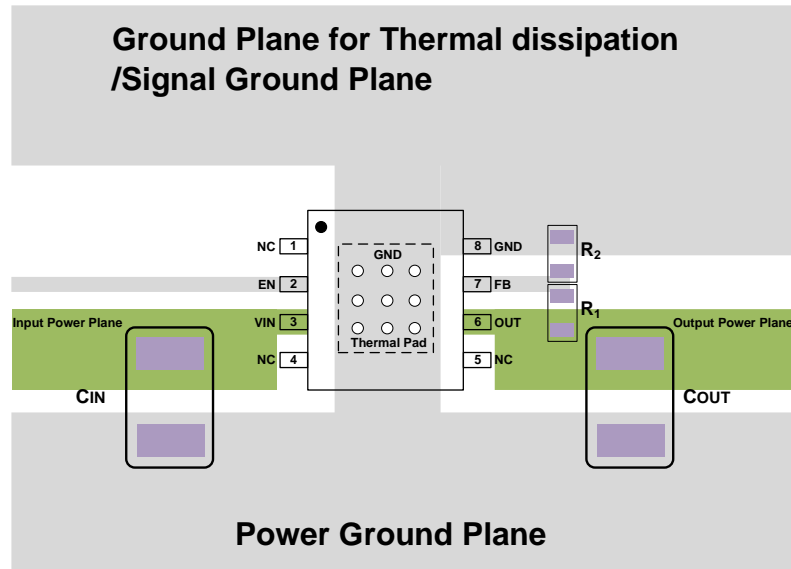 Ground Plane for Thermal dissipation
/Signal Ground Plane
NC 1
8 GND
R2
GND
EN 2
7 FB
R1
Input Power Plane
VIN 3
6 OUT
Output Power Plane
Thermal Pad
NC 4
5 NC
CIN
COUT
Power Ground Plane